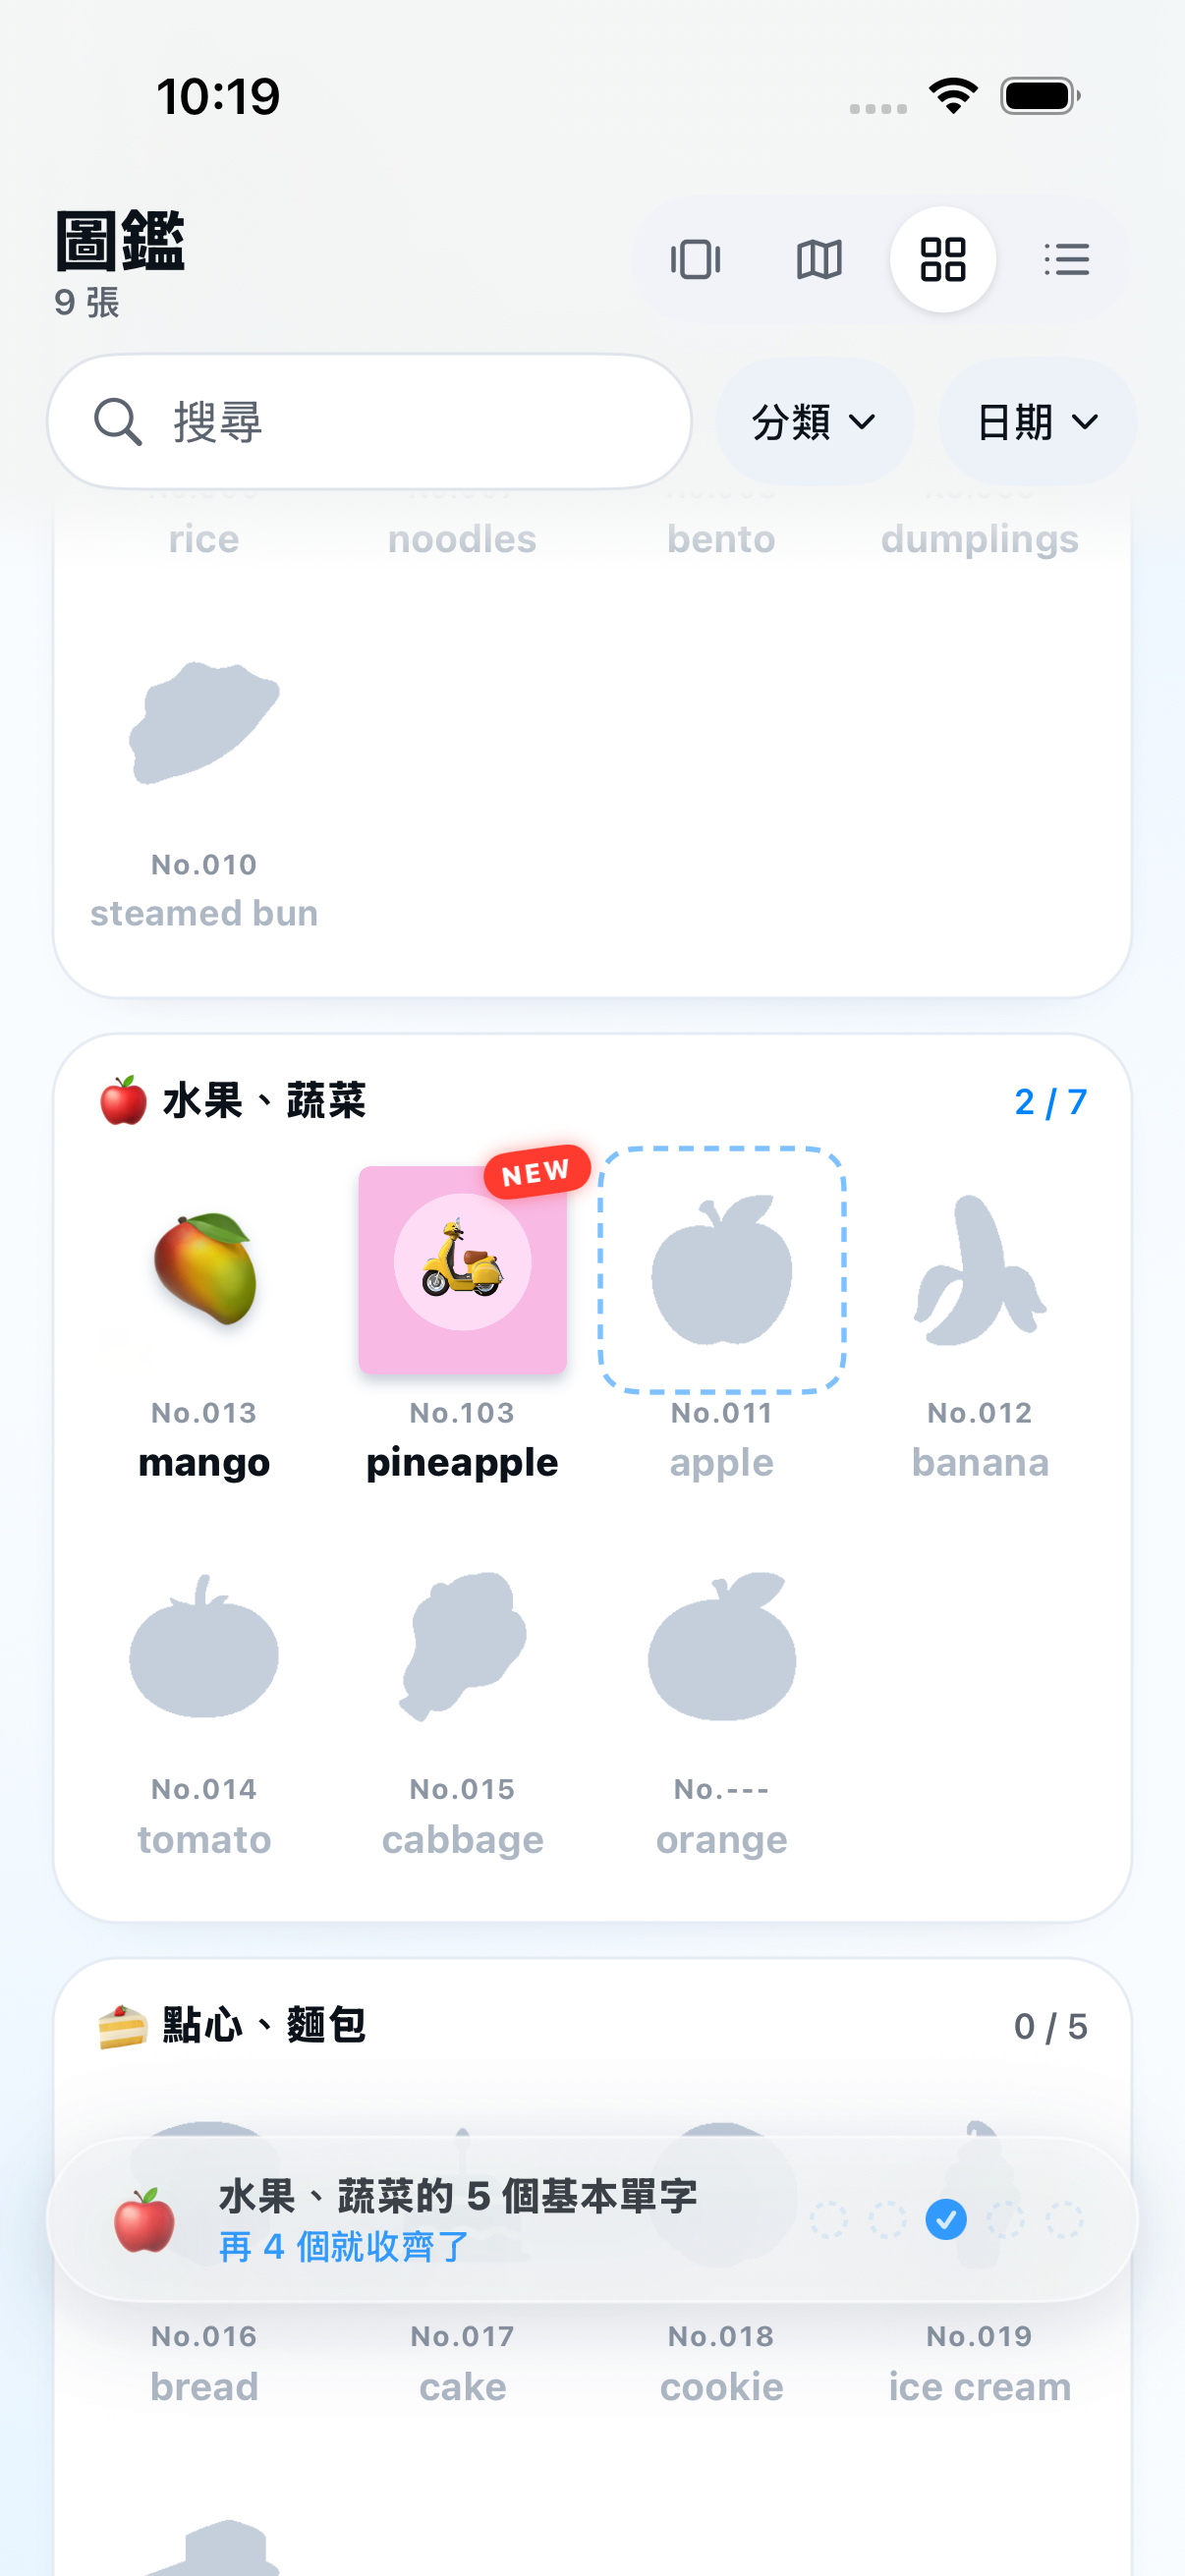 10:19
圖鑑
9 張
搜尋
分類
日期
rice noodles bento dumplings
No.010
steamed bun
水果、蔬菜
2 / 7
NEW
No.013 No.103 No.011 No.012
mango pineapple apple banana
No.014 No.015 No.---
tomato cabbage orange
點心、麵包
0 / 5
水果、蔬菜的 5 個基本單字
再 4 個就收齊了
No.016 No.017 No.018 No.019
bread cake cookie ice cream